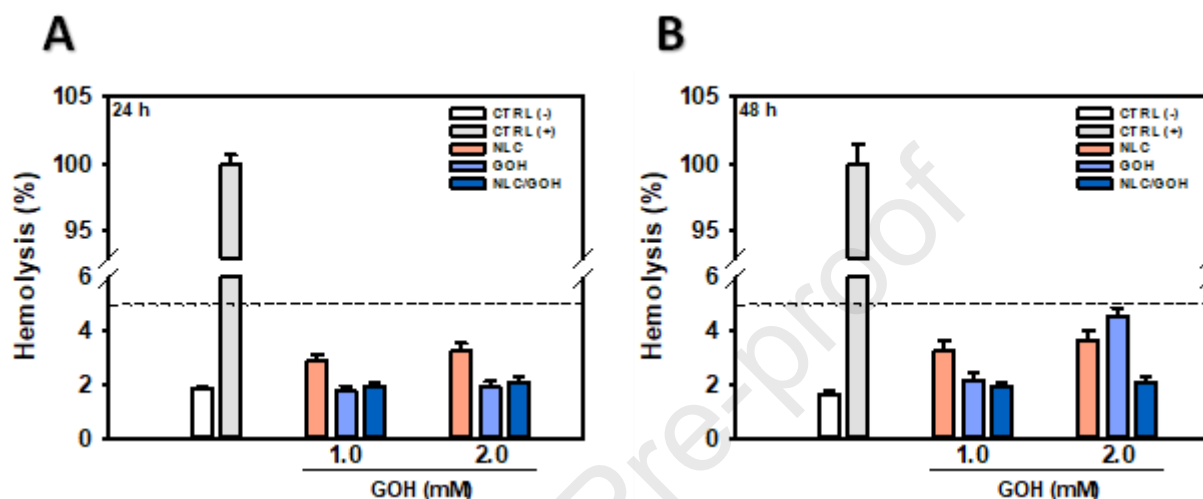 A
105
24 h
CTRL (-)
CTRL (+)
NLC
GOH
NLC/GOH
100
95
6
4
2
0
Hemolysis (%)
1.0 2.0
GOH (mM)
B
105
48 h
CTRL (-)
CTRL (+)
NLC
GOH
NLC/GOH
100
95
6
4
2
0
Hemolysis (%)
1.0 2.0
GOH (mM)
Pre-proof